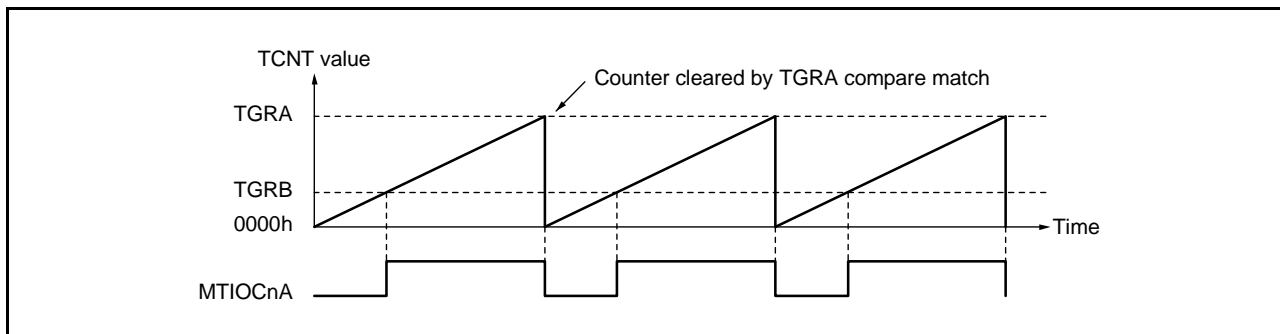 TCNT value
Counter cleared by TGRA compare match
TGRA
TGRB
0000h
Time
MTIOCnA